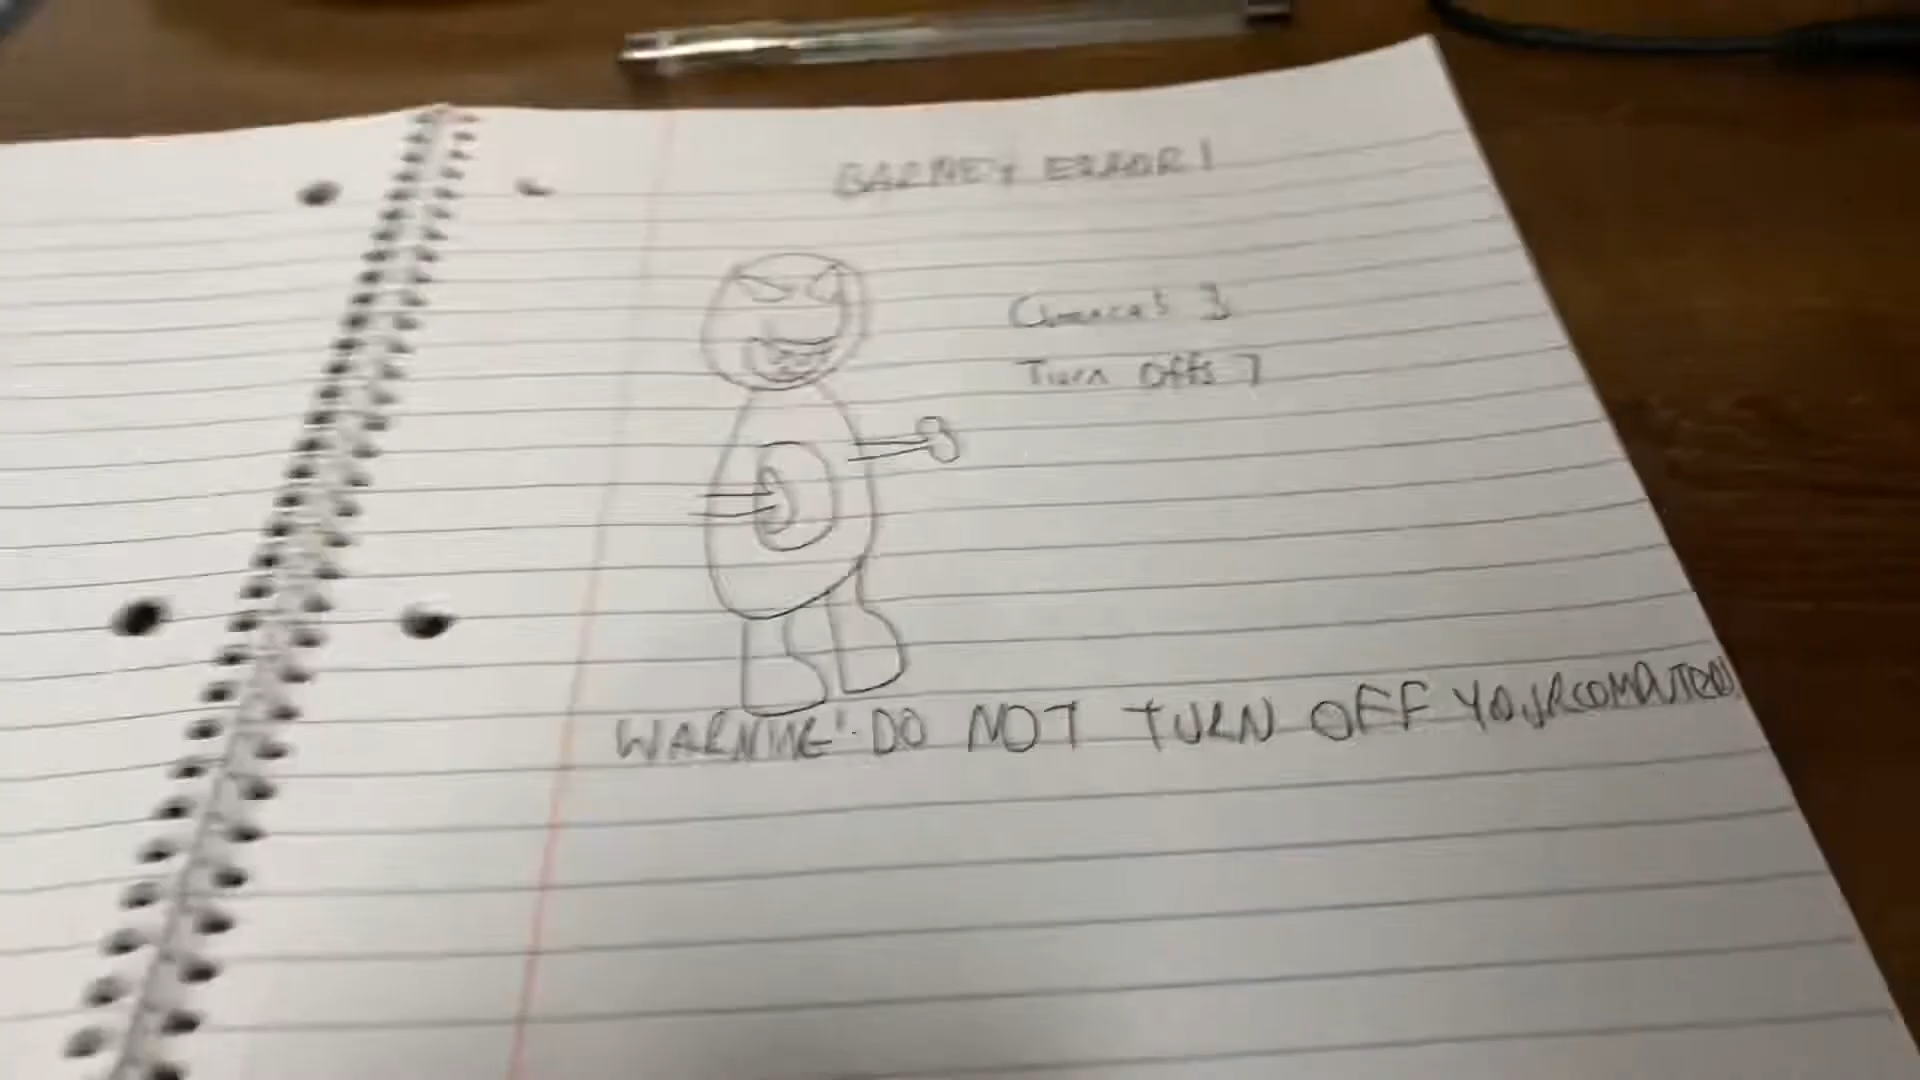 BARNEY ERROR!
Chances 3
Turn Offs 7
WARNING: DO NOT TURN OFF YOUR COMPUTER!